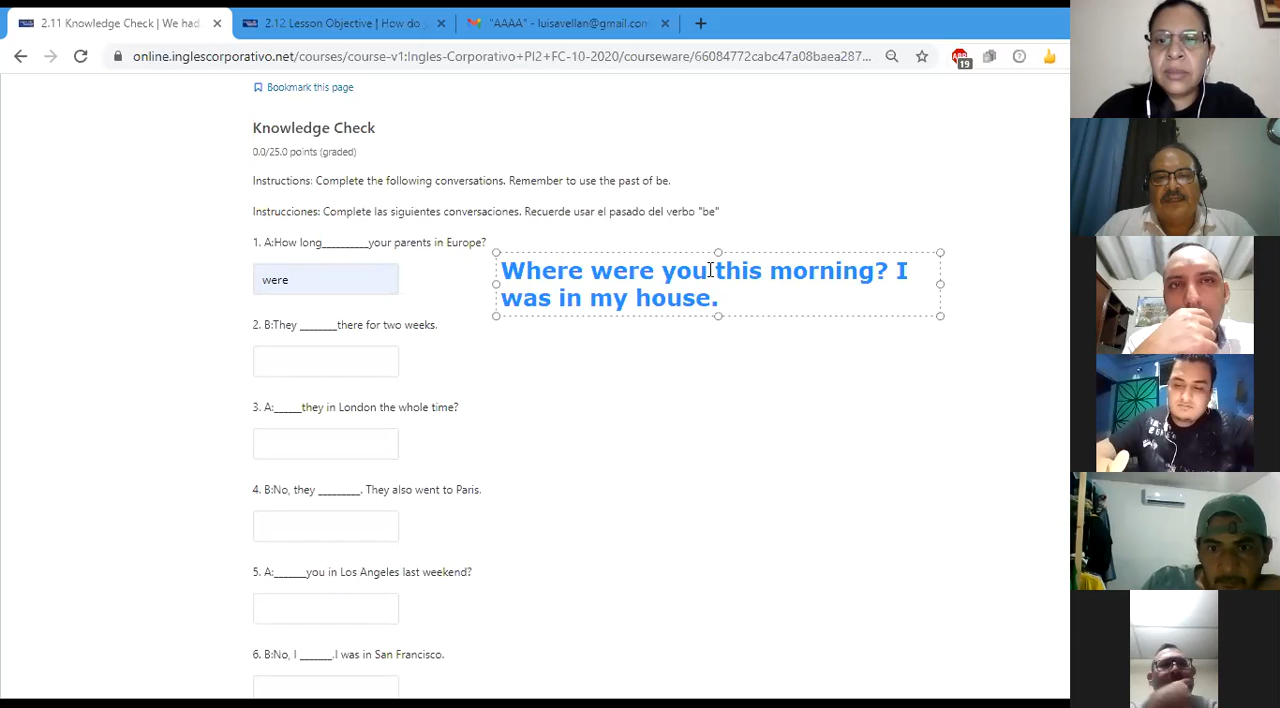 2.11 Knowledge Check | We had
2.12 Lesson Objective | How do
"AAAA" - luisavellan@gmail.com
online.inglescorporativo.net/courses/course-v1:Ingles-Corporativo+PI2+FC-10-2020/courseware/66084772cabc47a08baea287...
19
Bookmark this page
Knowledge Check
0.0/25.0 points (graded)
Instructions: Complete the following conversations. Remember to use the past of be.
Instrucciones: Complete las siguientes conversaciones. Recuerde usar el pasado del verbo "be"
1. A:How long__________your parents in Europe?
were
Where were you this morning? I
was in my house.
2. B:They _______there for two weeks.
3. A:_____they in London the whole time?
4. B:No, they ________. They also went to Paris.
5. A:______you in Los Angeles last weekend?
6. B:No, I ______.I was in San Francisco.